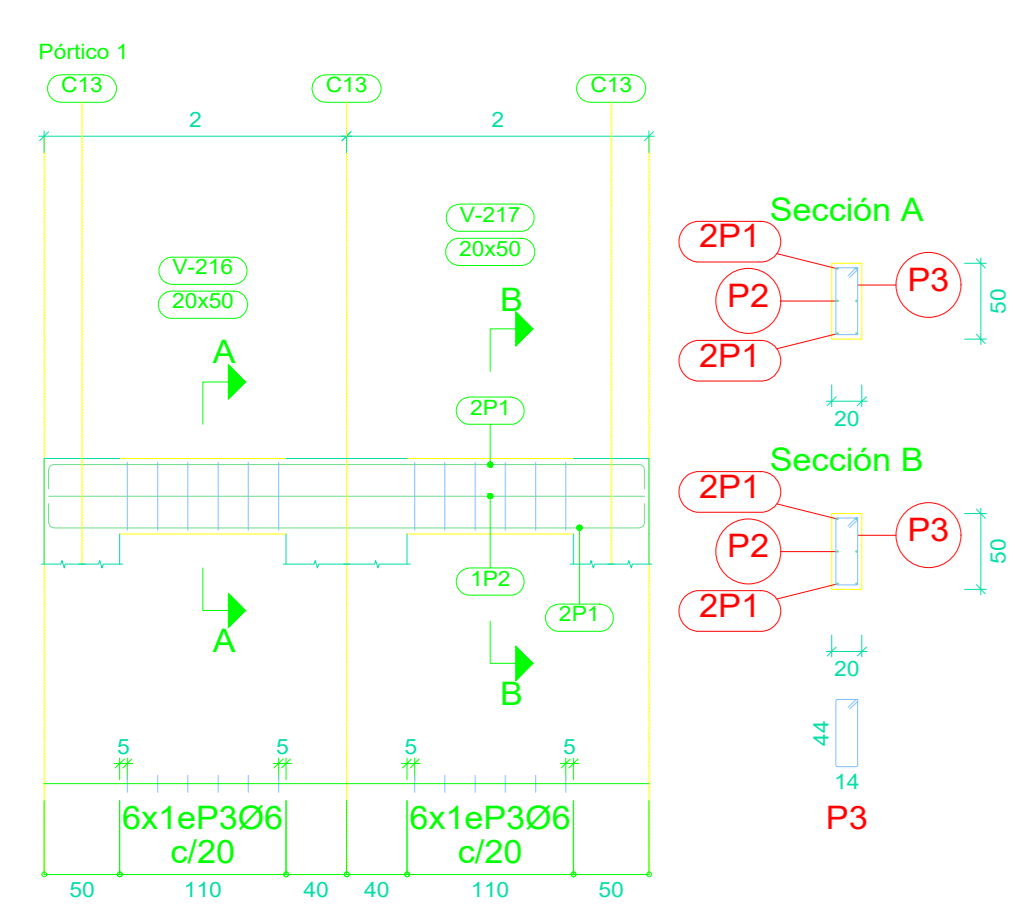 Pórtico 1
C13
C13
C13
2
2
V-216
20x50
V-217
20x50
A
B
2P1
1P2
2P1
A
B
5
5
5
5
6x1eP3Ø6
c/20
6x1eP3Ø6
c/20
50
110
40
40
110
50
Sección A
2P1
P2
P3
2P1
50
20
Sección B
2P1
P2
P3
2P1
50
20
44
14
P3